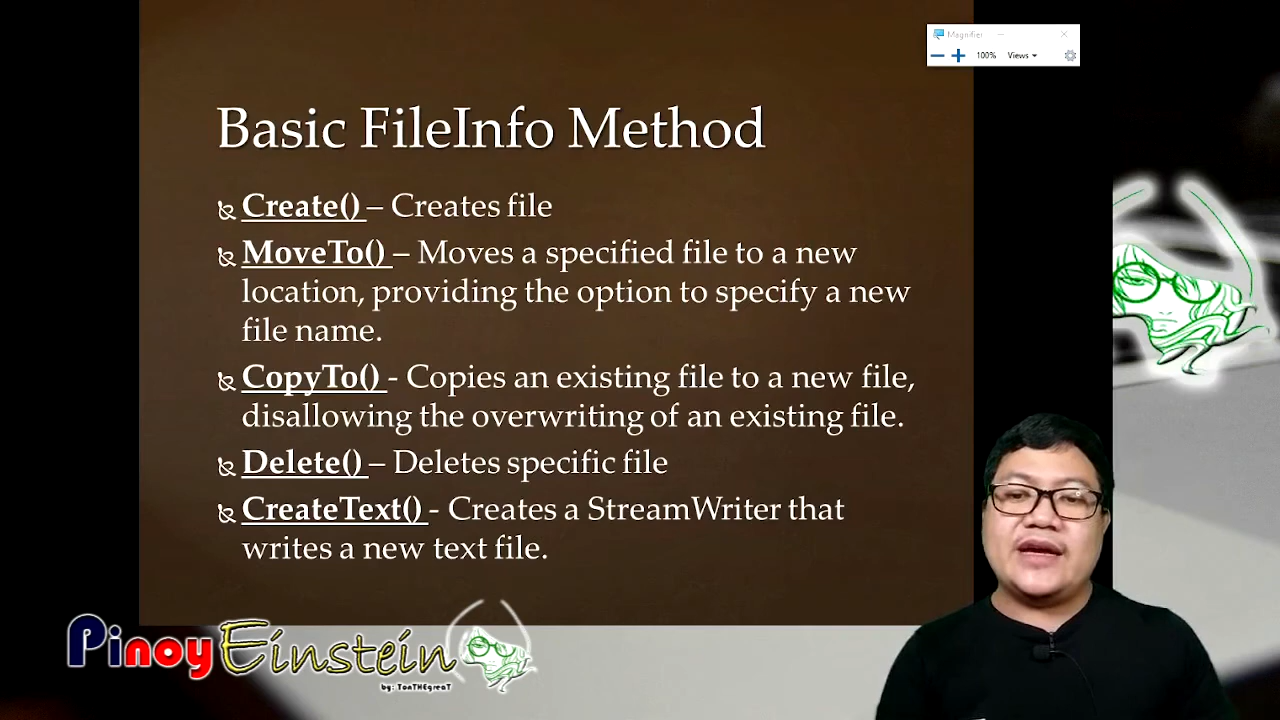 Magnifier
100%
Views
Basic FileInfo Method
Create() – Creates file
MoveTo() – Moves a specified file to a new
location, providing the option to specify a new
file name.
CopyTo() - Copies an existing file to a new file,
disallowing the overwriting of an existing file.
Delete() – Deletes specific file
CreateText() - Creates a StreamWriter that
writes a new text file.
Pinoy Einstein
by: TonTHEgreaT